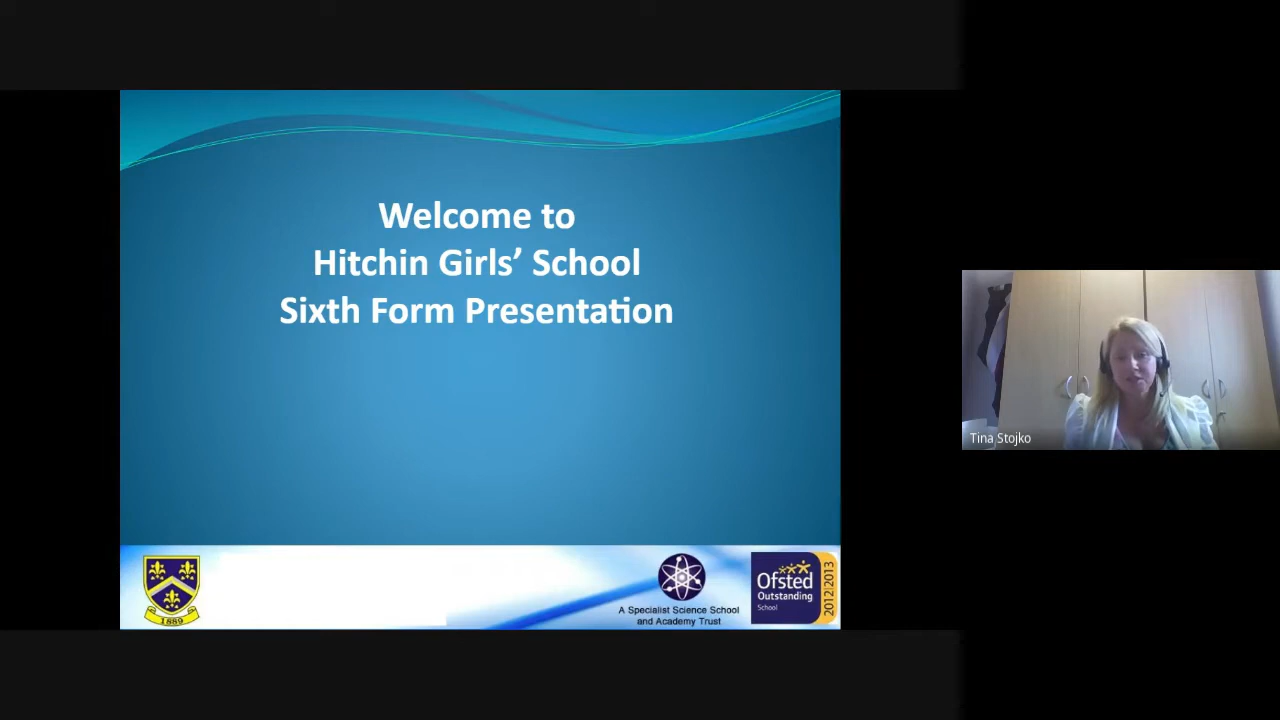 Welcome to
Hitchin Girls’ School
Sixth Form Presentation
1889
A Specialist Science School
and Academy Trust
Ofsted
Outstanding
School
2012|2013
Tina Stojko